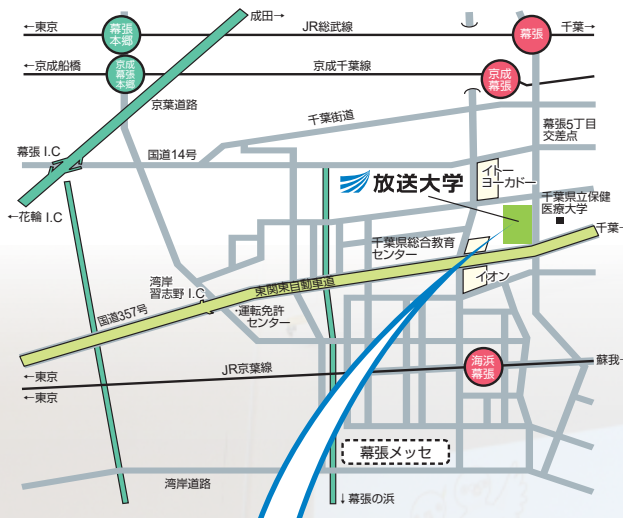 成田→
←東京
幕張
本郷
JR総武線
幕張
千葉→
←京成船橋
京成
幕張
本郷
京成千葉線
京成
幕張
京葉道路
千葉街道
幕張5丁目
交差点
幕張 I.C
国道14号
放送大学
イトー
ヨーカドー
千葉県立保健
医療大学
←花輪 I.C
千葉→
千葉県総合教育
センター
湾岸
習志野 I.C
東関東自動車道
イオン
国道357号
・運転免許
センター
海浜
幕張
蘇我→
←東京
JR京葉線
←東京
幕張メッセ
湾岸道路
↓幕張の浜